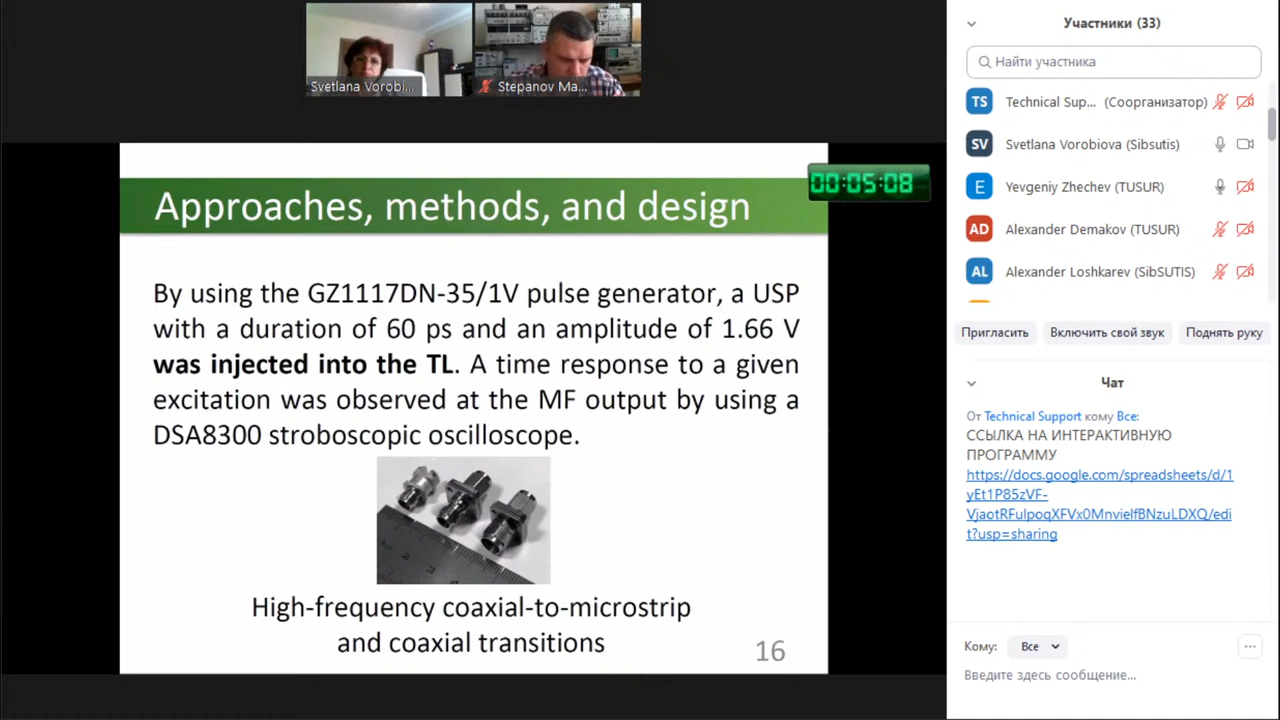 Svetlana Vorobi...
Stepanov Ma...
00:05:08
Approaches, methods, and design
By using the GZ1117DN-35/1V pulse generator, a USP
with a duration of 60 ps and an amplitude of 1.66 V
was injected into the TL. A time response to a given
excitation was observed at the MF output by using a
DSA8300 stroboscopic oscilloscope.
High-frequency coaxial-to-microstrip
and coaxial transitions
16
Участники (33)
Найти участника
TS Technical Sup... (Соорганизатор)
SV Svetlana Vorobiova (Sibsutis)
E Yevgeniy Zhechev (TUSUR)
AD Alexander Demakov (TUSUR)
AL Alexander Loshkarev (SibSUTIS)
Пригласить Включить свой звук Поднять руку
Чат
От Technical Support кому Все:
ССЫЛКА НА ИНТЕРАКТИВНУЮ
ПРОГРАММУ
https://docs.google.com/spreadsheets/d/1
yEt1P85zVF-
VjaotRFulpoqXFVx0MnvielfBNzuLDXQ/edi
t?usp=sharing
Кому: Все
Введите здесь сообщение...